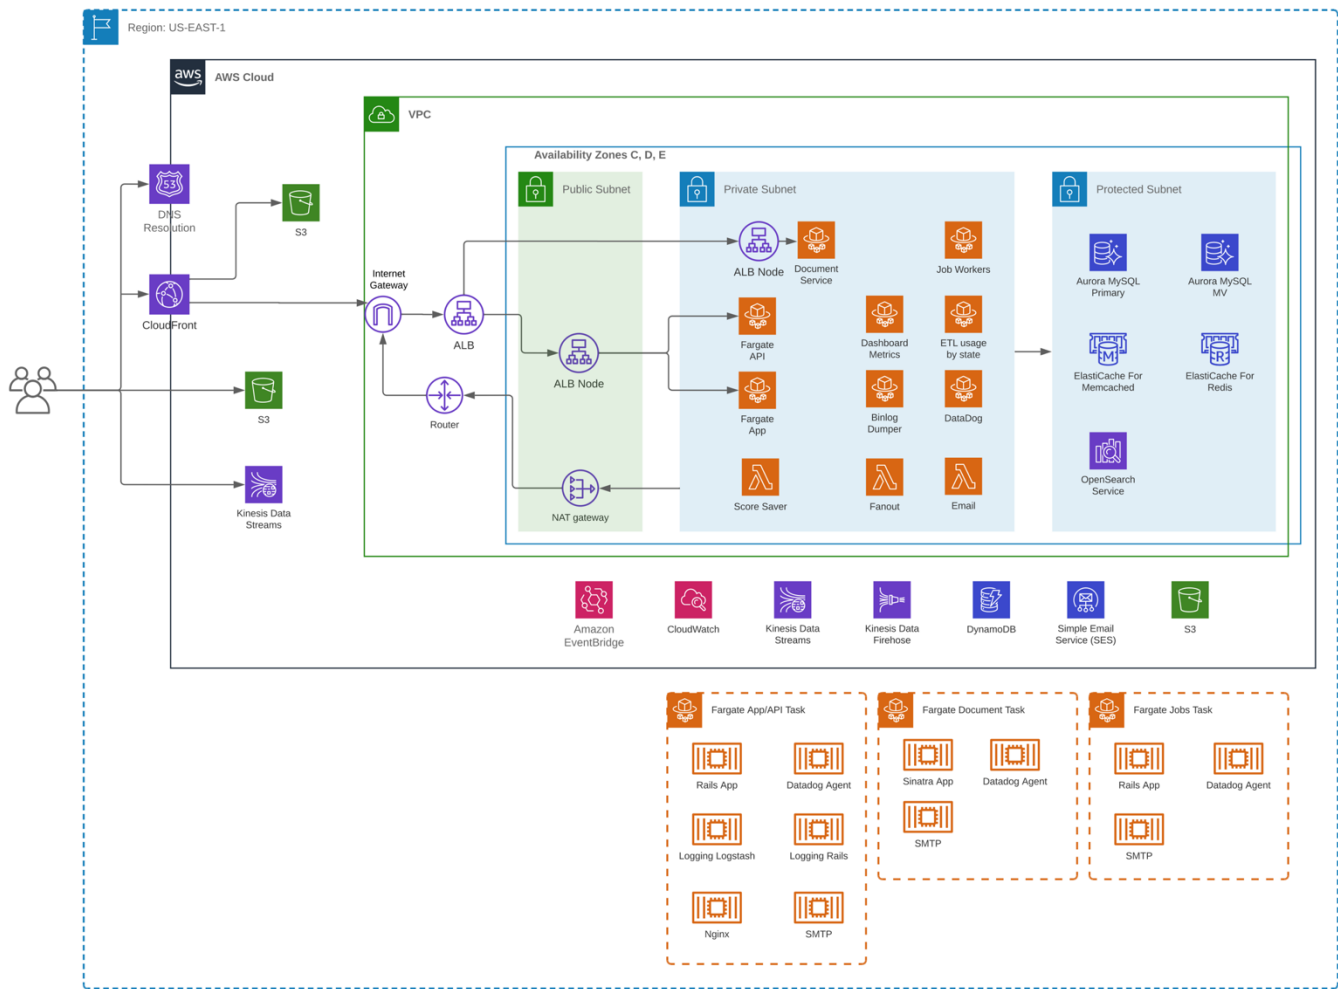 Region: US-EAST-1
aws
AWS Cloud
VPC
Availability Zones C, D, E
Public Subnet
Private Subnet
Protected Subnet
53
DNS
Resolution
S3
CloudFront
Internet
Gateway
ALB
ALB Node
Router
NAT gateway
S3
Kinesis Data
Streams
ALB Node
Document
Service
Job Workers
Fargate
API
Dashboard
Metrics
ETL usage
by state
Fargate
App
Binlog
Dumper
DataDog
Score Saver
Fanout
Email
Aurora MySQL
Primary
Aurora MySQL
MV
M
ElastiCache For
Memcached
R
ElastiCache For
Redis
OpenSearch
Service
Amazon
EventBridge
CloudWatch
Kinesis Data
Streams
Kinesis Data
Firehose
DynamoDB
Simple Email
Service (SES)
S3
Fargate App/API Task
Rails App
Datadog Agent
Logging Logstash
Logging Rails
Nginx
SMTP
Fargate Document Task
Sinatra App
Datadog Agent
SMTP
Fargate Jobs Task
Rails App
Datadog Agent
SMTP